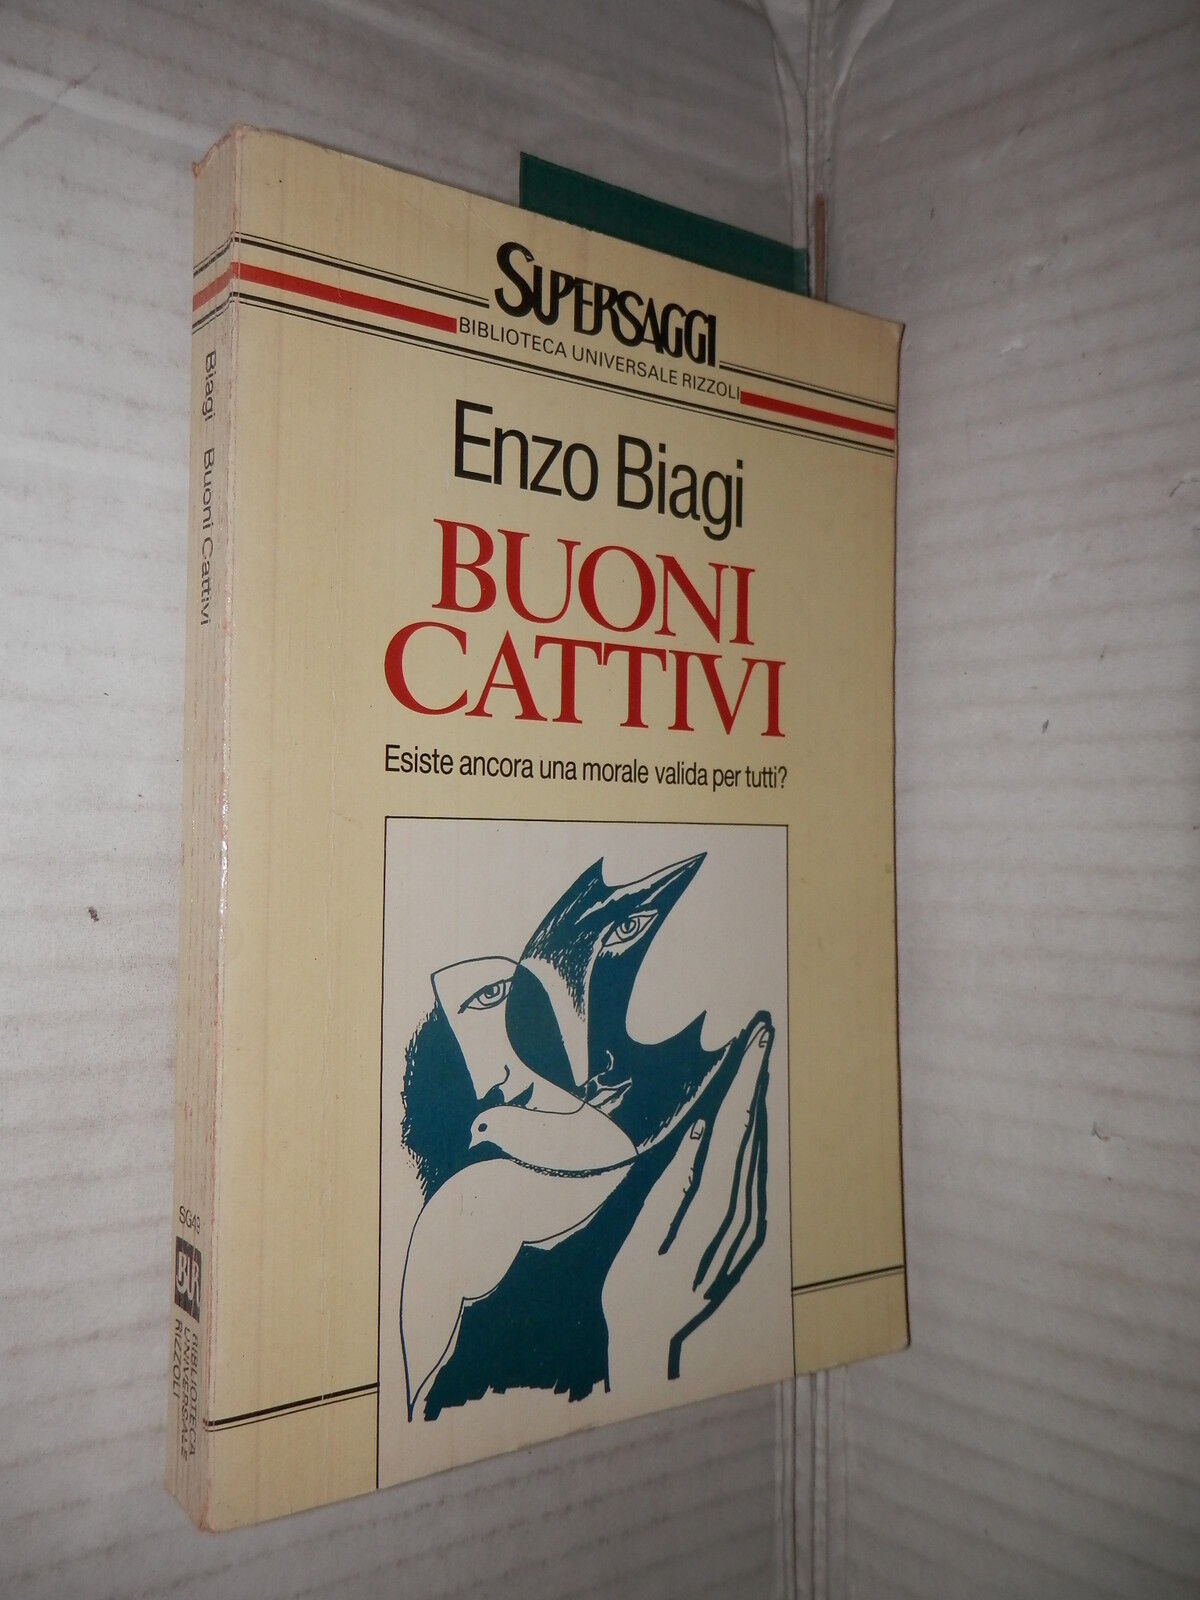 SUPERSAGGI
BIBLIOTECA UNIVERSALE RIZZOLI
Enzo Biagi
BUONI
CATTIVI
Esiste ancora una morale valida per tutti?
Biagi Buoni Cattivi
SG49
BUR
BIBLIOTECA
UNIVERSALE
RIZZOLI